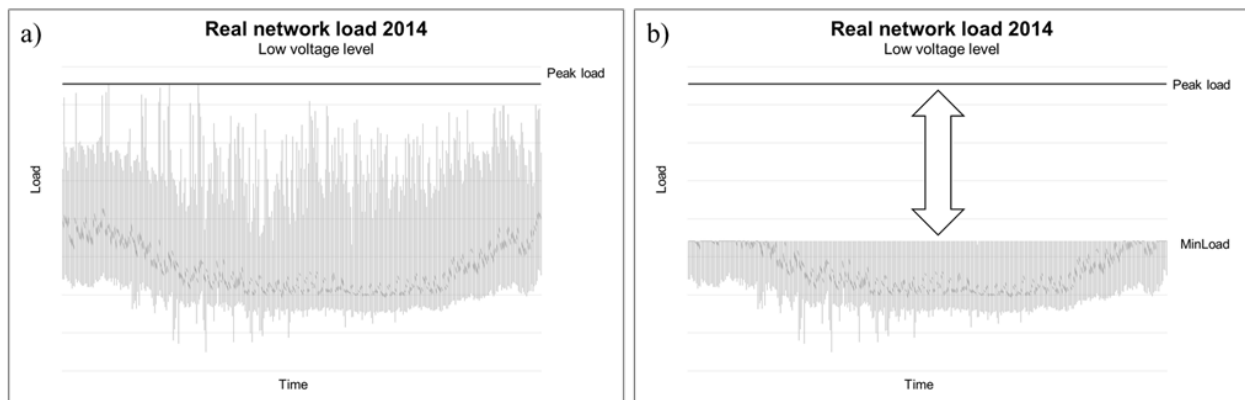 a)
Real network load 2014
Low voltage level
Peak load
Load
Time
b)
Real network load 2014
Low voltage level
Peak load
Load
MinLoad
Time